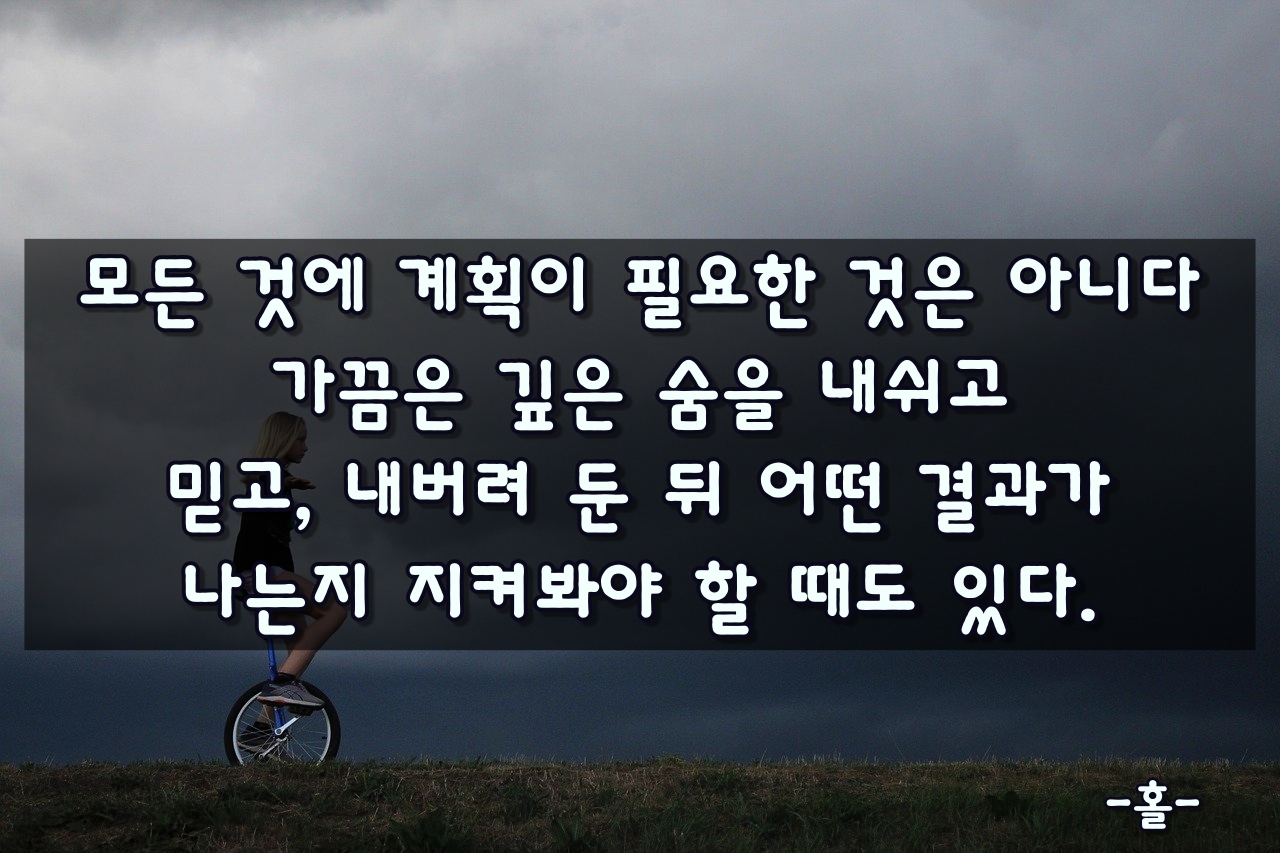 모든 것에 계획이 필요한 것은 아니다
가끔은 깊은 숨을 내쉬고
믿고, 내버려 둔 뒤 어떤 결과가
나는지 지켜봐야 할 때도 있다.
-홀-